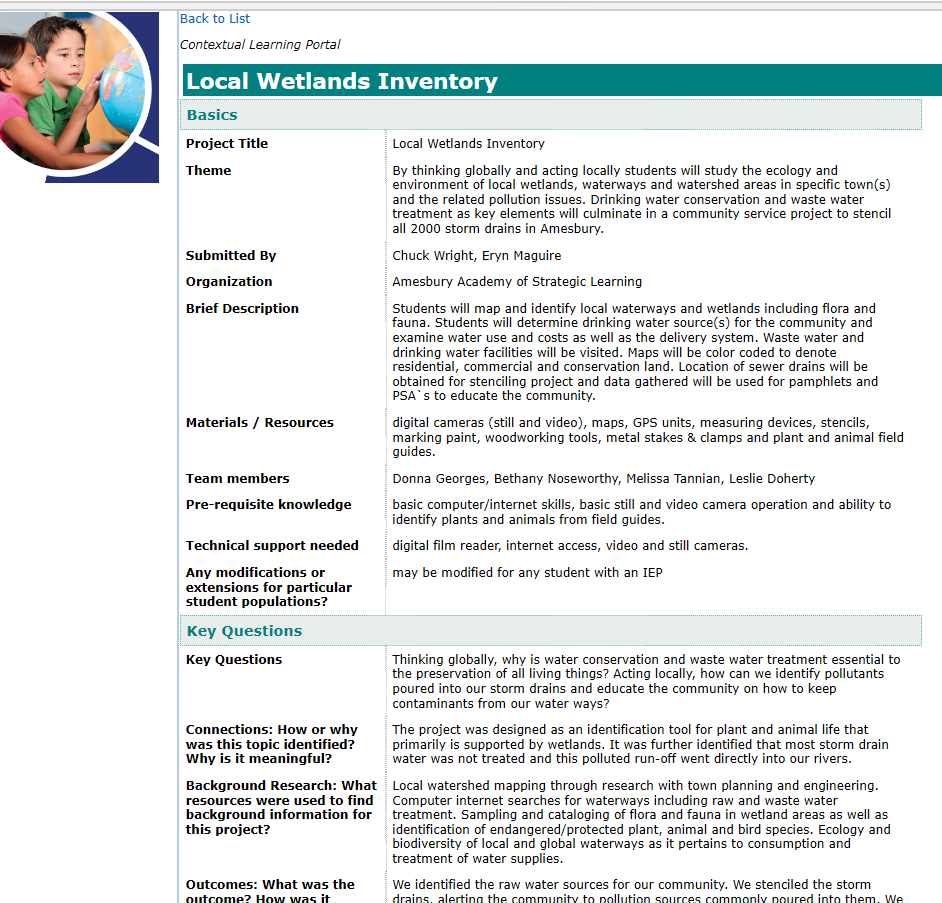 Back to List
Contextual Learning Portal
Local Wetlands Inventory
Basics
Project Title
Local Wetlands Inventory
Theme
By thinking globally and acting locally students will study the ecology and
environment of local wetlands, waterways and watershed areas in specific town(s)
and the related pollution issues. Drinking water conservation and waste water
treatment as key elements will culminate in a community service project to stencil
all 2000 storm drains in Amesbury.
Submitted By
Chuck Wright, Eryn Maguire
Organization
Amesbury Academy of Strategic Learning
Brief Description
Students will map and identify local waterways and wetlands including flora and
fauna. Students will determine drinking water source(s) for the community and
examine water use and costs as well as the delivery system. Waste water and
drinking water facilities will be visited. Maps will be color coded to denote
residential, commercial and conservation land. Location of sewer drains will be
obtained for stenciling project and data gathered will be used for pamphlets and
PSA`s to educate the community.
Materials / Resources
digital cameras (still and video), maps, GPS units, measuring devices, stencils,
marking paint, woodworking tools, metal stakes & clamps and plant and animal field
guides.
Team members
Donna Georges, Bethany Noseworthy, Melissa Tannian, Leslie Doherty
Pre-requisite knowledge
basic computer/internet skills, basic still and video camera operation and ability to
identify plants and animals from field guides.
Technical support needed
digital film reader, internet access, video and still cameras.
Any modifications or
extensions for particular
student populations?
may be modified for any student with an IEP
Key Questions
Key Questions
Thinking globally, why is water conservation and waste water treatment essential to
the preservation of all living things? Acting locally, how can we identify pollutants
poured into our storm drains and educate the community on how to keep
contaminants from our water ways?
Connections: How or why
was this topic identified?
Why is it meaningful?
The project was designed as an identification tool for plant and animal life that
primarily is supported by wetlands. It was further identified that most storm drain
water was not treated and this polluted run-off went directly into our rivers.
Background Research: What
resources were used to find
background information for
this project?
Local watershed mapping through research with town planning and engineering.
Computer internet searches for waterways including raw and waste water
treatment. Sampling and cataloging of flora and fauna in wetland areas as well as
identification of endangered/protected plant, animal and bird species. Ecology and
biodiversity of local and global waterways as it pertains to consumption and
treatment of water supplies.
Outcomes: What was the
outcome? How was it
We identified the raw water sources for our community. We stenciled the storm
drains, alerting the community to pollution sources commonly poured into them. We